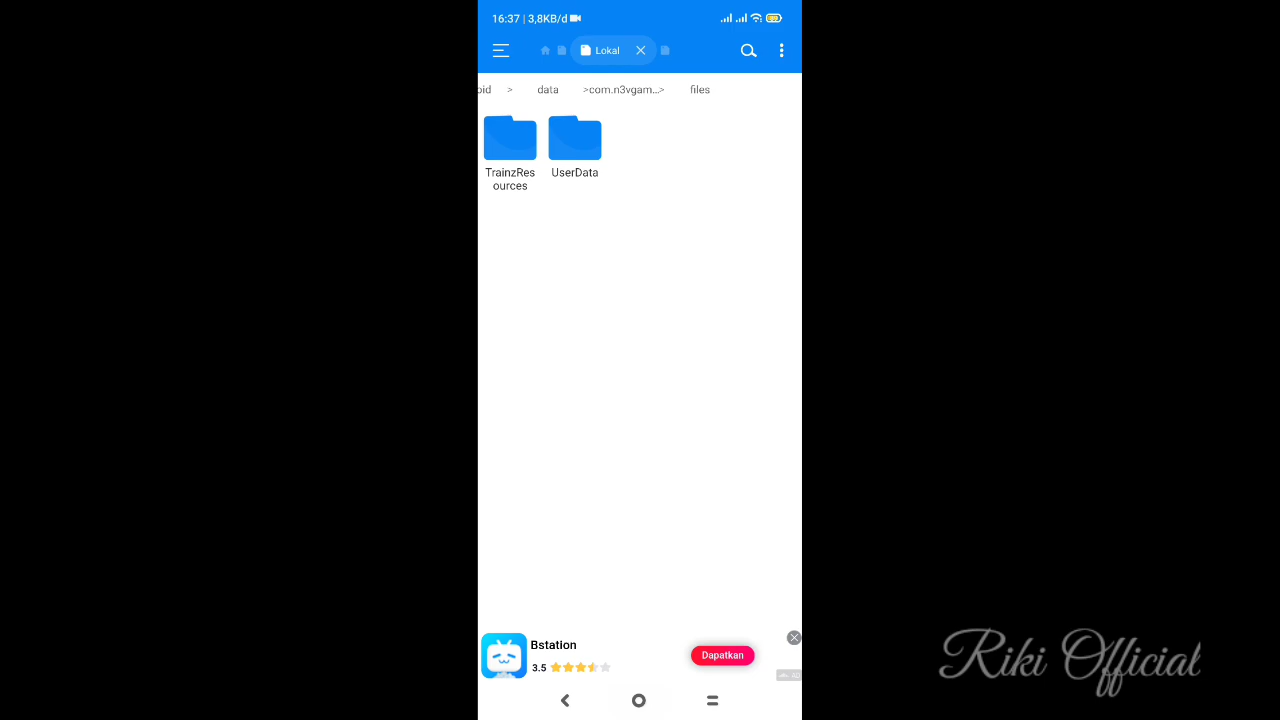 16:37 | 3,8KB/d
Lokal
oid > data >com.n3vgam...> files
TrainzRes
ources
UserData
Bstation
3.5
Dapatkan
Riki Official